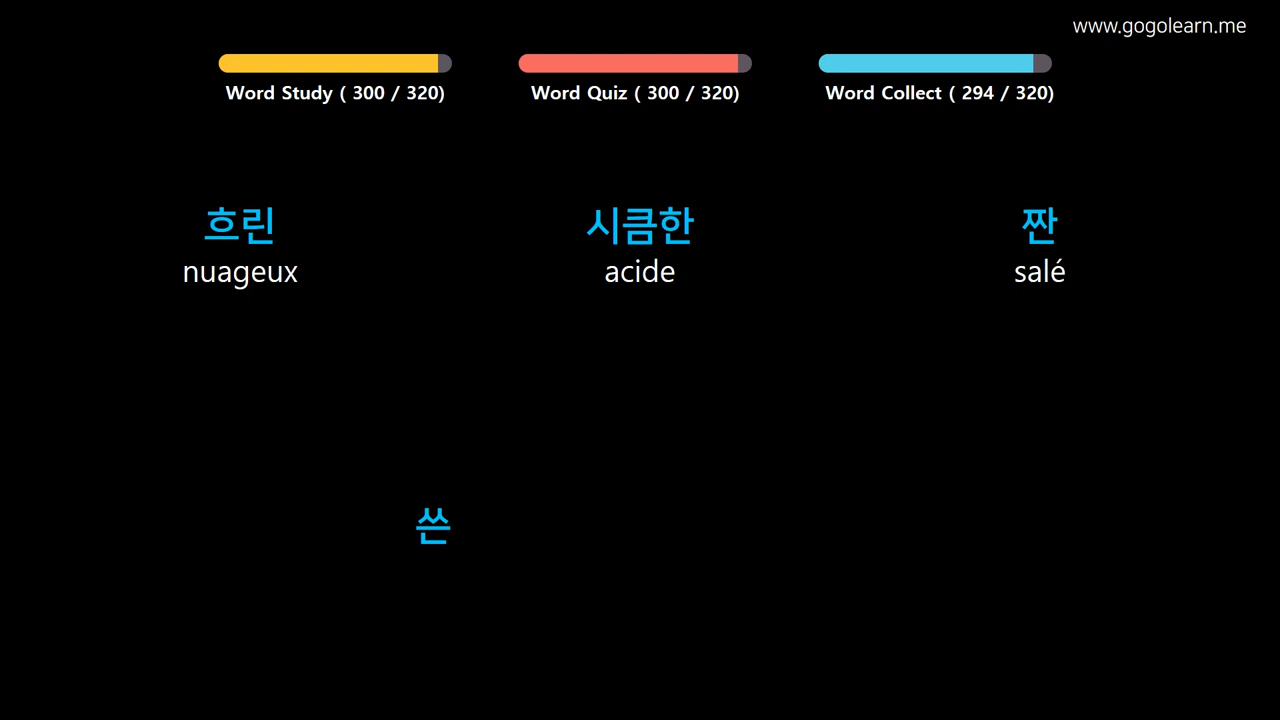 www.gogolearn.me
Word Study ( 300 / 320)
Word Quiz ( 300 / 320)
Word Collect ( 294 / 320)
흐린
nuageux
시큼한
acide
짠
salé
쓴